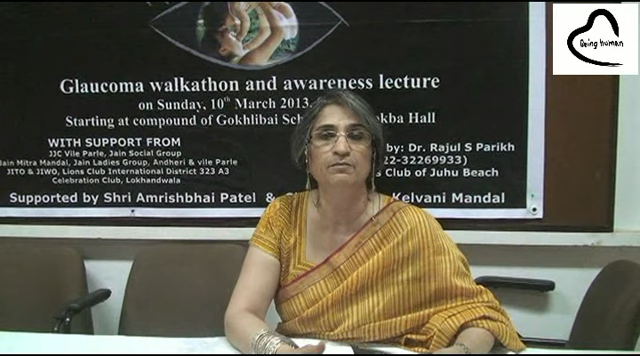 Being human
Glaucoma walkathon and awareness lecture
on Sunday, 10th March 2013.
Starting at compound of Gokhlibai Sch okba Hall
WITH SUPPORT FROM
JJC Vile Parle, Jain Social Group
Jain Mitra Mandal, Jain Ladies Group, Andheri & vile Parle
JITO & JIWO, Lions Club International District 323 A3
Celebration Club, Lokhandwala
by: Dr. Rajul S Parikh
22-32269933)
s Club of Juhu Beach
Supported by Shri Amrishbhai Patel & Kelvani Mandal